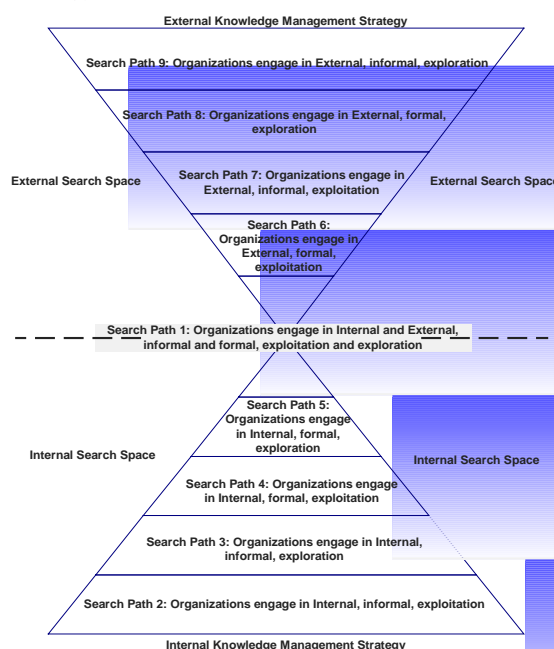 External Knowledge Management Strategy
Search Path 9: Organizations engage in External, informal, exploration
Search Path 8: Organizations engage in External, formal,
exploration
Search Path 7: Organizations engage in
External, informal, exploitation
External Search Space
External Search Space
Search Path 6:
Organizations engage in
External, formal,
exploitation
Search Path 1: Organizations engage in Internal and External,
informal and formal, exploitation and exploration
Search Path 5:
Organizations engage
in Internal, formal,
exploration
Internal Search Space
Internal Search Space
Search Path 4: Organizations engage
in Internal, formal, exploitation
Search Path 3: Organizations engage in Internal,
informal, exploration
Search Path 2: Organizations engage in Internal, informal, exploitation
Internal Knowledge Management Strategy